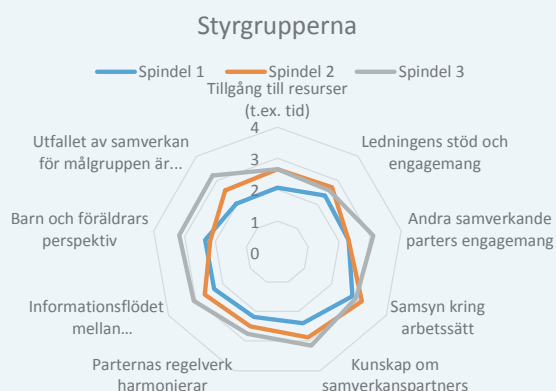 Styrgrupperna
Spindel 1 Spindel 2 Spindel 3
Tillgång till resurser
(t.ex. tid)
Ledningens stöd och
engagemang
Andra samverkande
parters engagemang
Samsyn kring
arbetssätt
Kunskap om
samverkanspartners
Parternas regelverk
harmonierar
Informationsflödet
mellan...
Barn och föräldrars
perspektiv
Utfallet av samverkan
för målgruppen är...
4
3
2
1
0